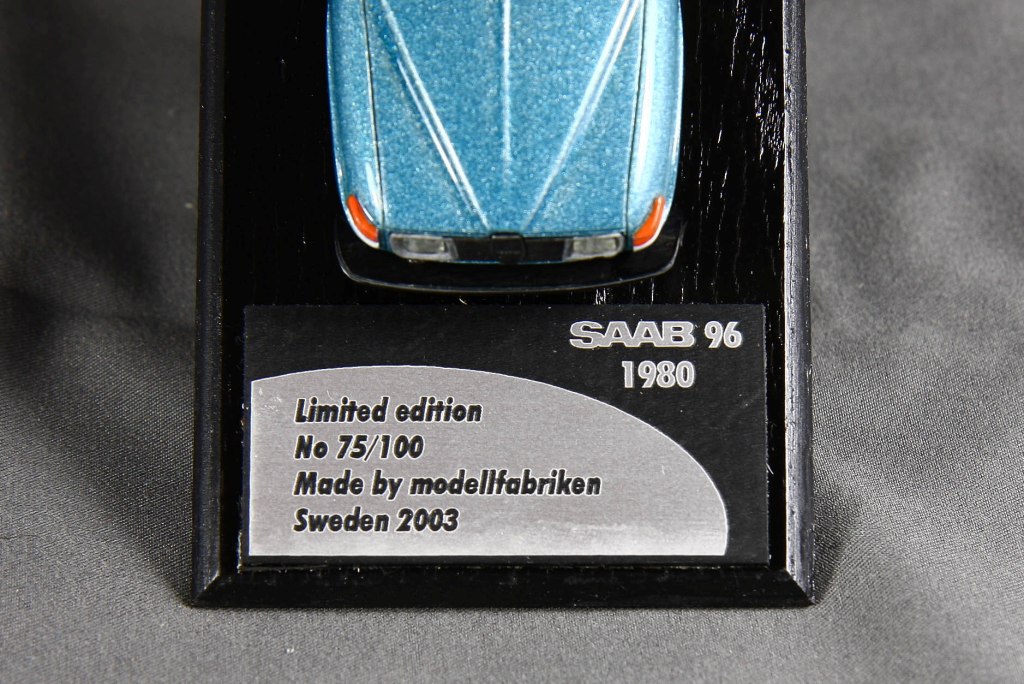 SAAB 96
1980
Limited edition
No 75/100
Made by modellfabriken
Sweden 2003